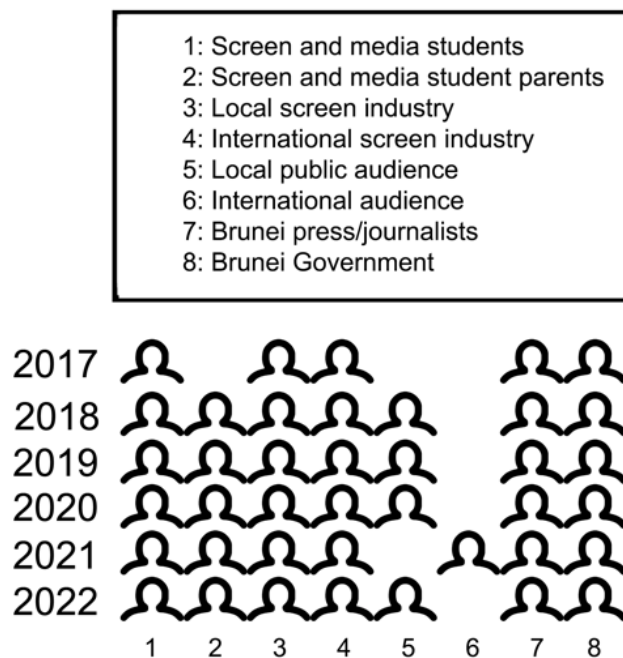 1: Screen and media students
2: Screen and media student parents
3: Local screen industry
4: International screen industry
5: Local public audience
6: International audience
7: Brunei press/journalists
8: Brunei Government
2017
2018
2019
2020
2021
2022
1 2 3 4 5 6 7 8